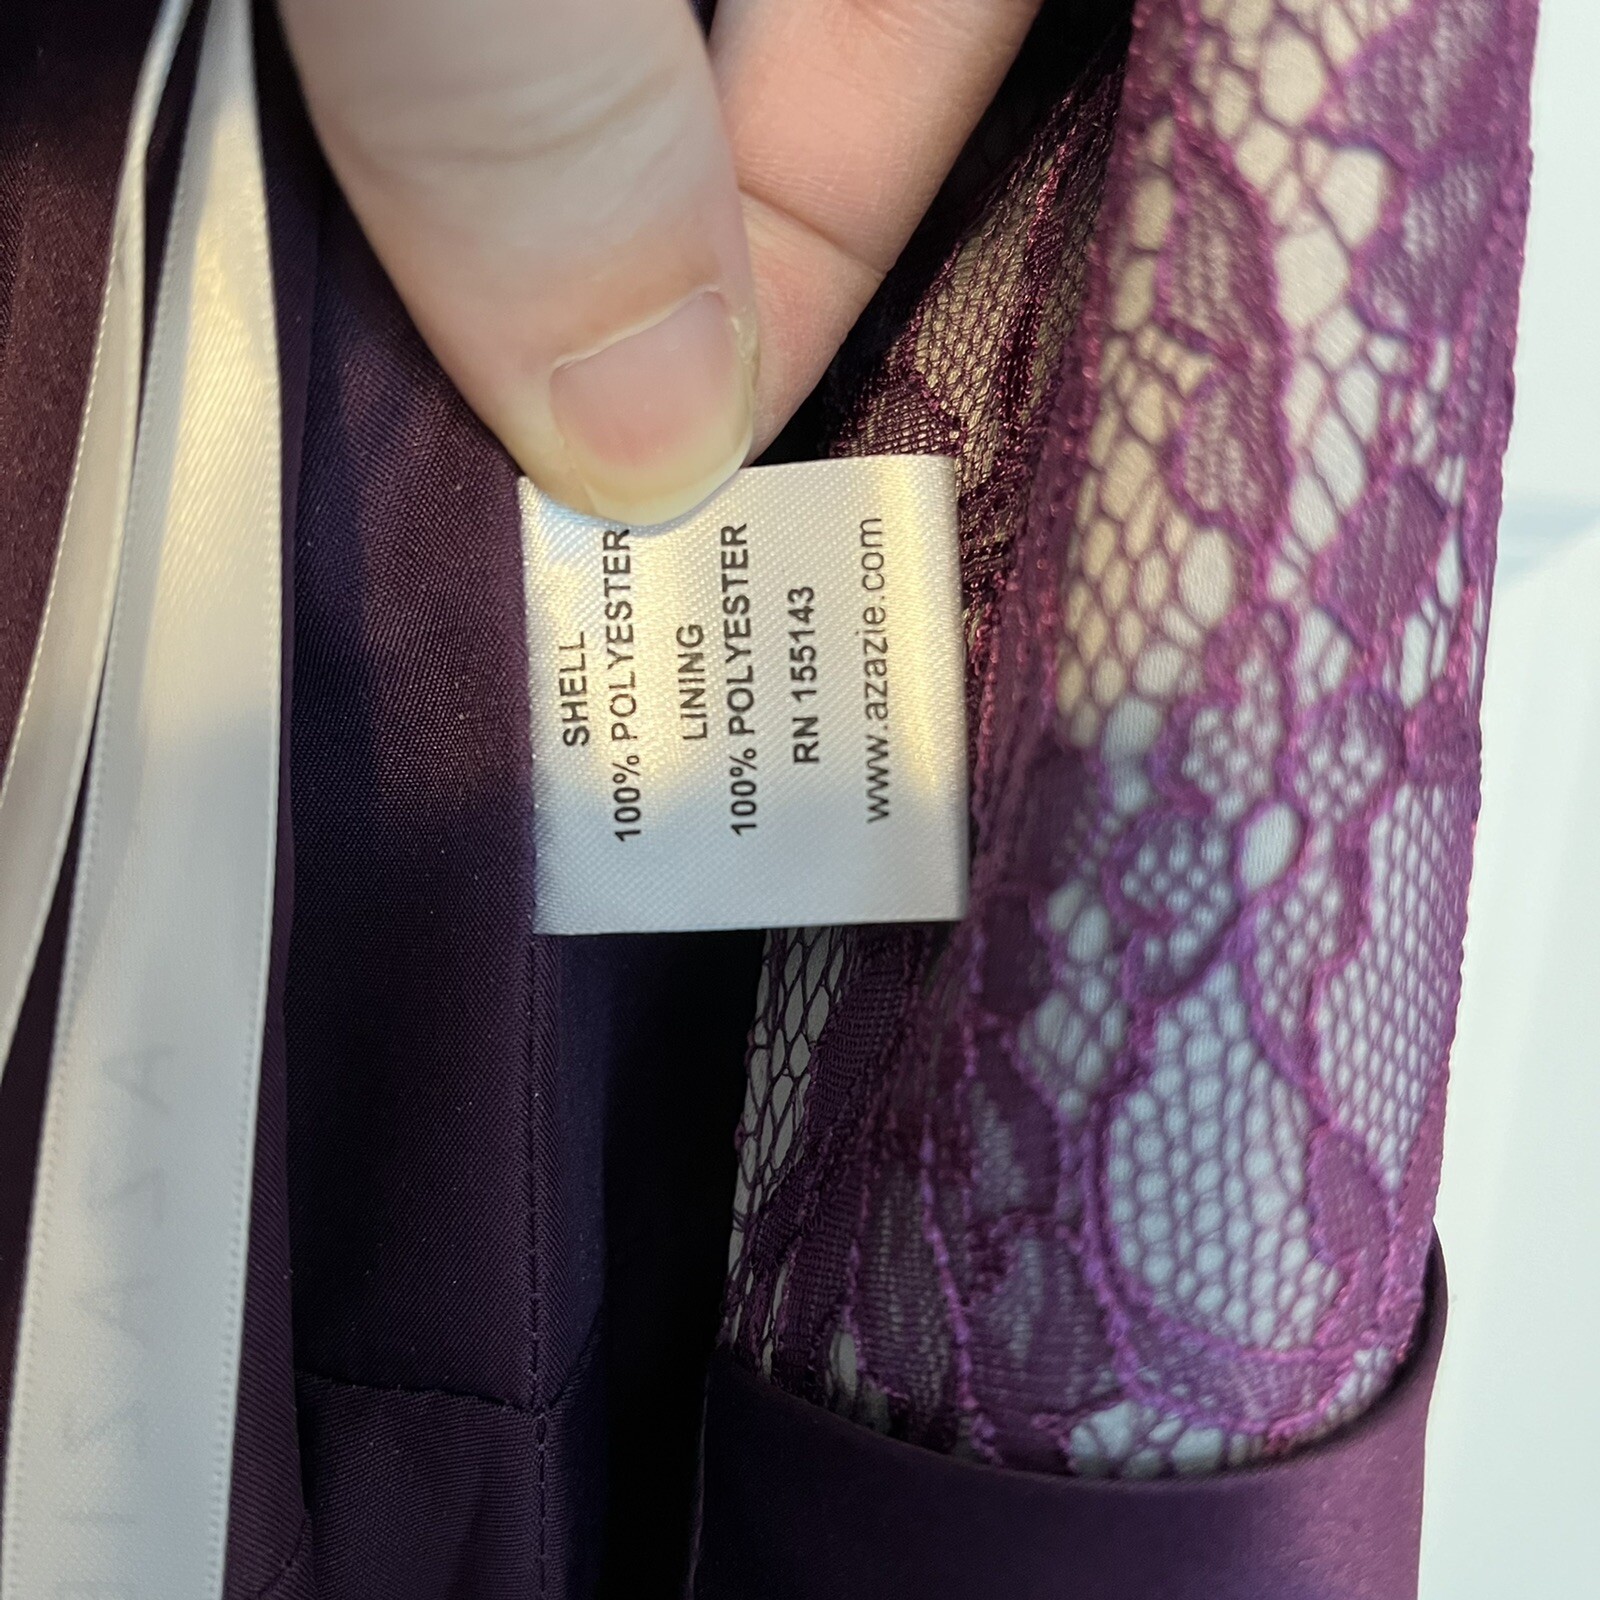 SHELL
100% POLYESTER
LINING
100% POLYESTER
RN 155143
www.azazie.com